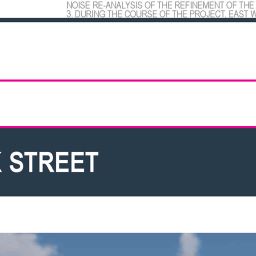 NOISE RE-ANALYSIS OF THE REFINEMENT OF THE
3. DURING THE COURSE OF THE PROJECT, EAST
STREET